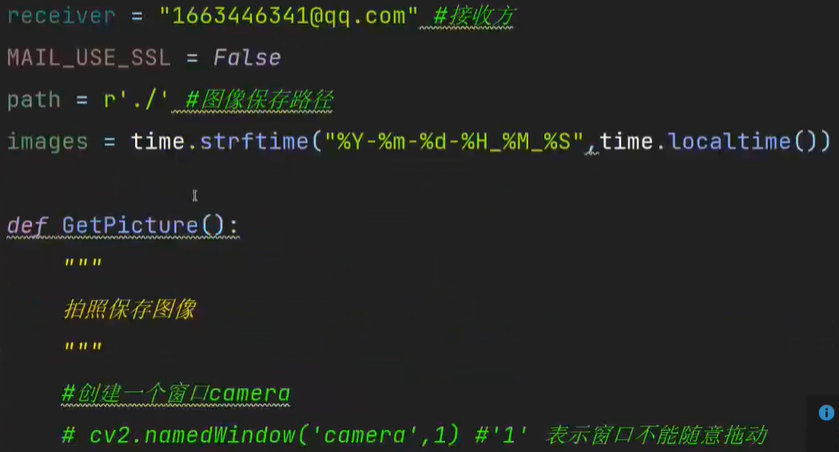 receiver = "1663446341@qq.com" #接收方
MAIL_USE_SSL = False
path = r'./' #图像保存路径
images = time.strftime("%Y-%m-%d-%H_%M_%S",time.localtime())
def GetPicture():
"""
拍照保存图像
"""
#创建一个窗口camera
# cv2.namedWindow('camera',1) #'1' 表示窗口不能随意拖动